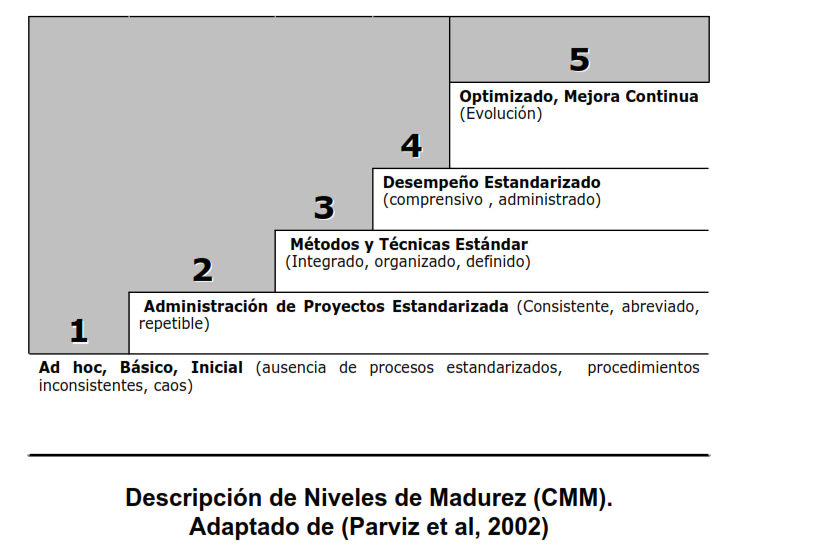 5
Optimizado, Mejora Continua
(Evolución)
4
Desempeño Estandarizado
(comprensivo , administrado)
3
Métodos y Técnicas Estándar
(Integrado, organizado, definido)
2
Administración de Proyectos Estandarizada (Consistente, abreviado,
repetible)
1
Ad hoc, Básico, Inicial (ausencia de procesos estandarizados, procedimientos
inconsistentes, caos)
Descripción de Niveles de Madurez (CMM).
Adaptado de (Parviz et al, 2002)